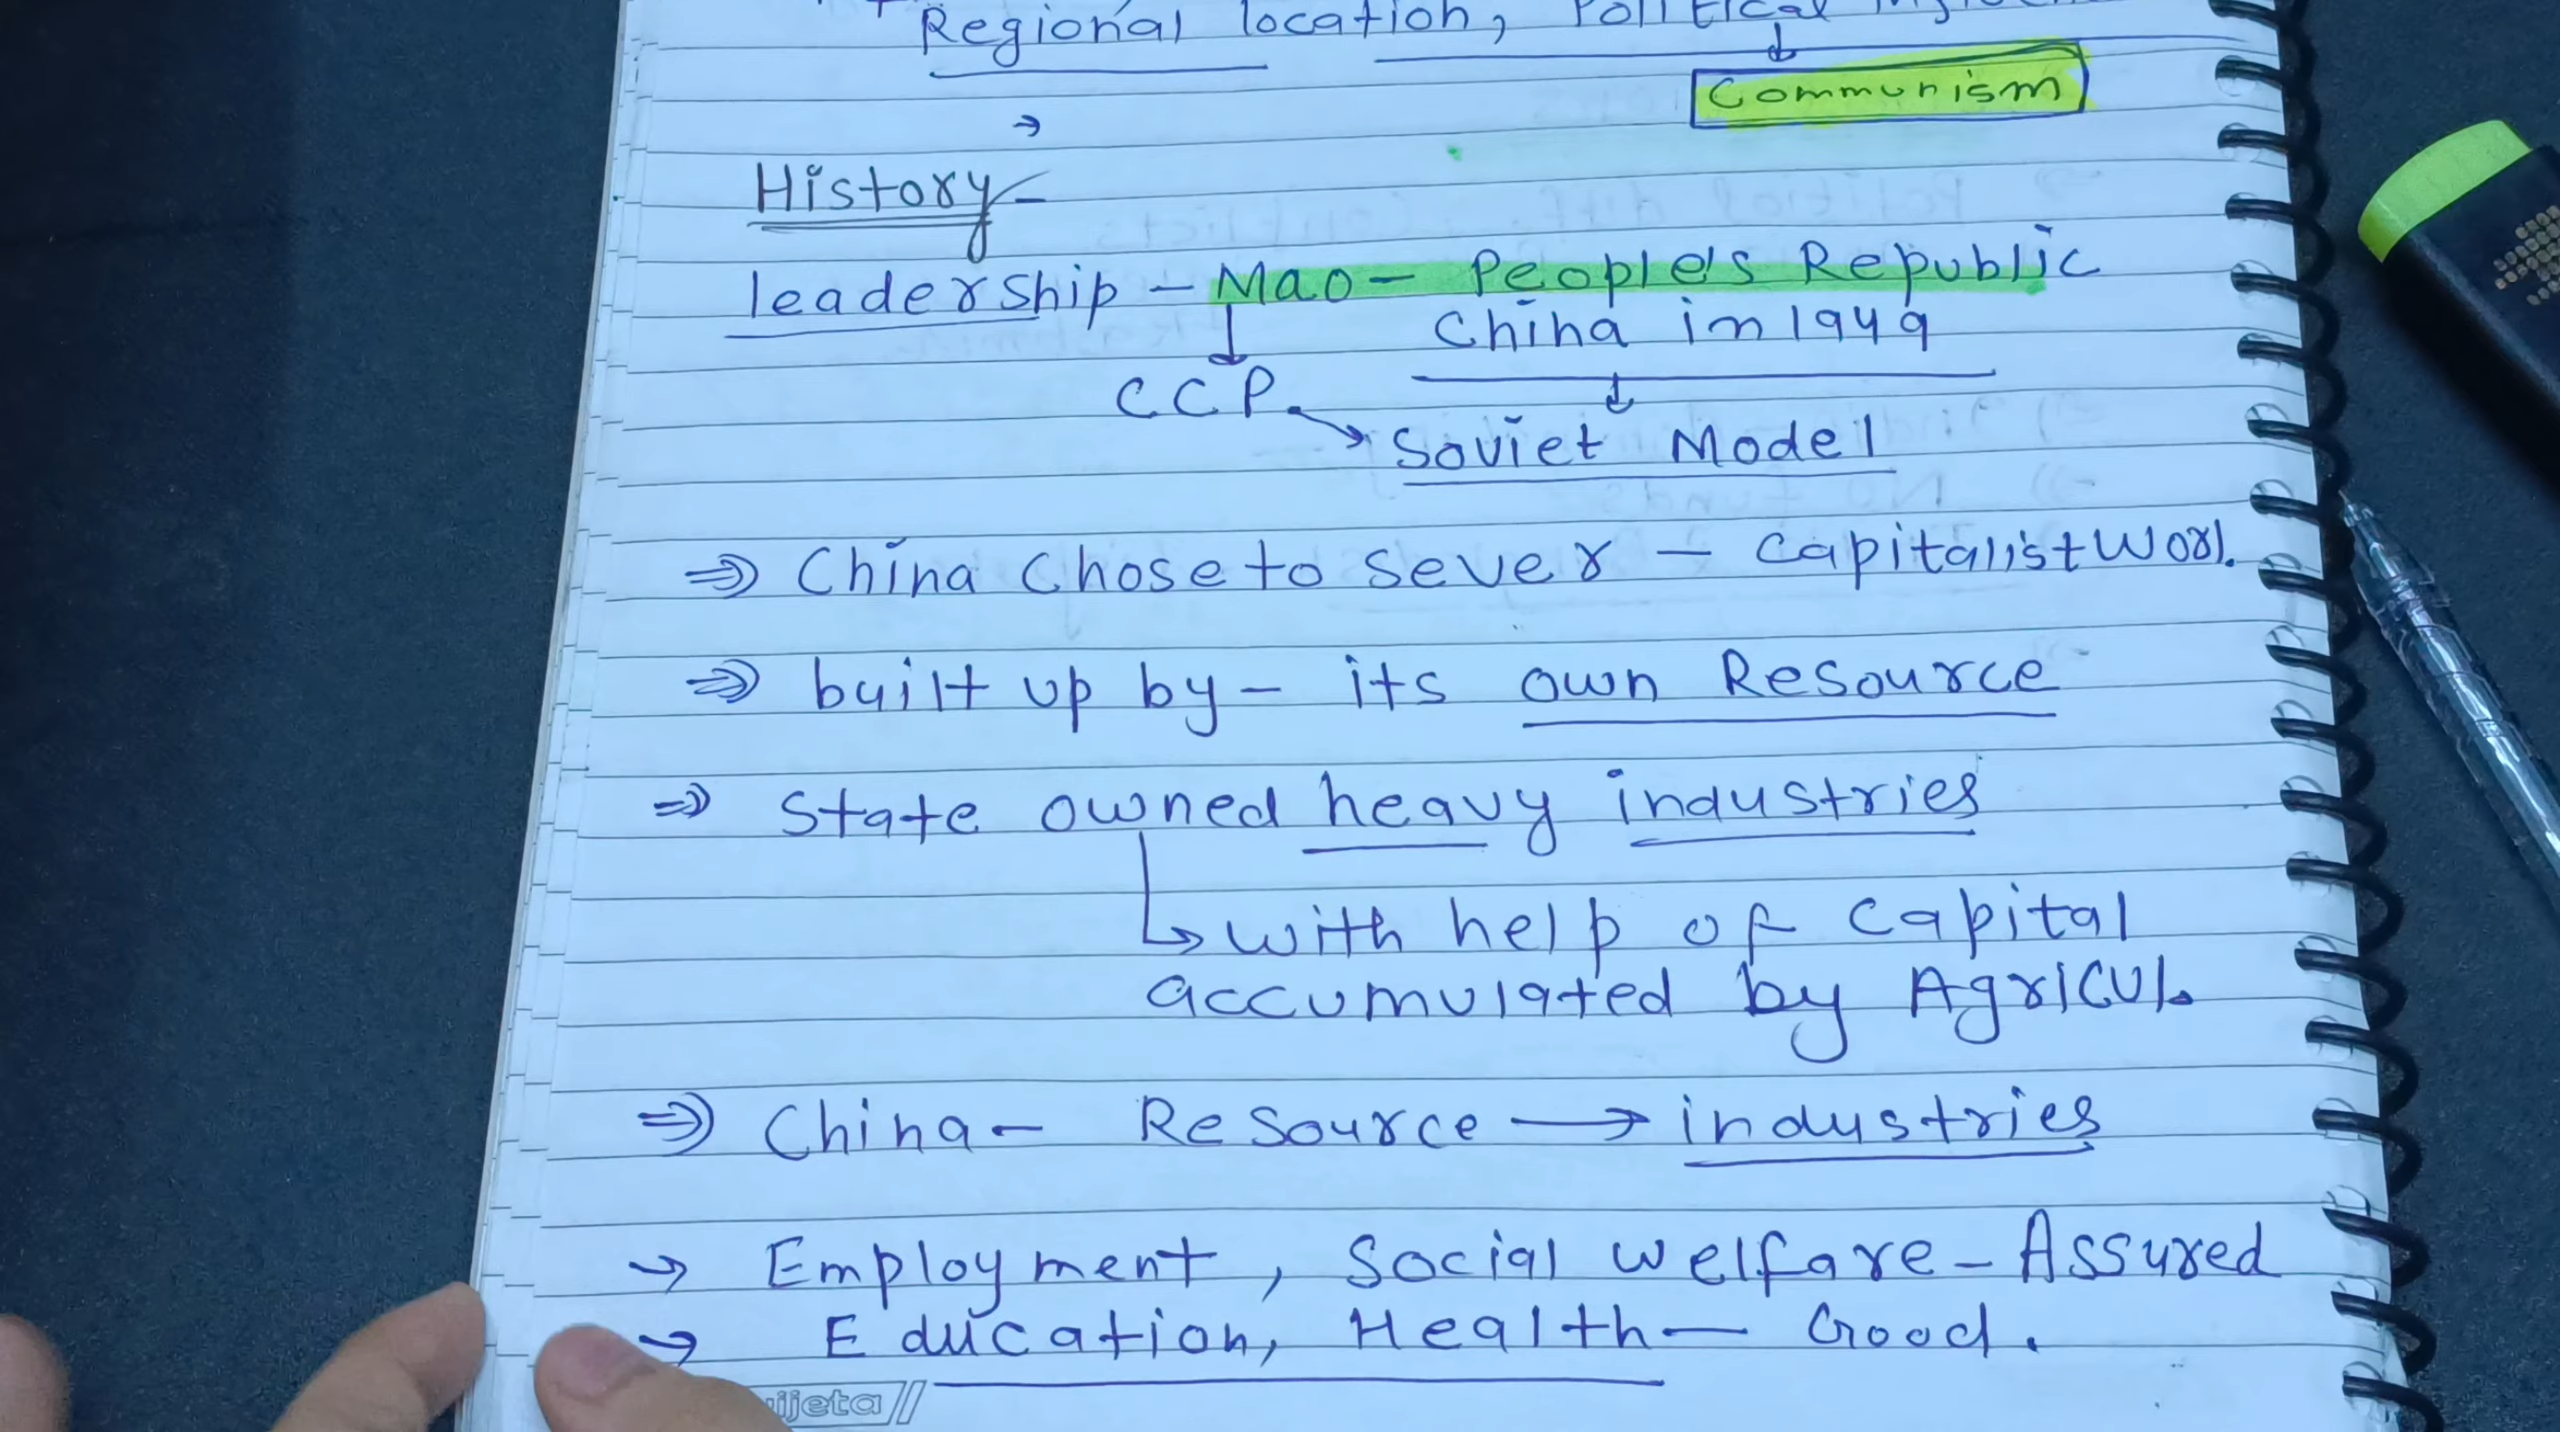 Regional location, Political
Communism
→
History -
leadership - Mao - People's Republic
China in 1949
CCP
Soviet Model
⇒ China Chose to Sever - Capitalist Worl.
⇒ built up by - its own Resource
⇒ State owned heavy industries
↳ with help of Capital
accumulated by Agricul.
⇒ China - Resource → industries
→ Employment, Social welfare - Assured
→ Education, Health - Good.